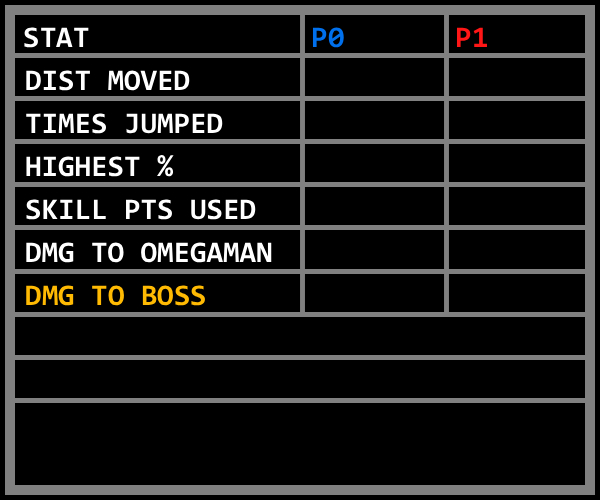 STAT P0 P1
DIST MOVED
TIMES JUMPED
HIGHEST %
SKILL PTS USED
DMG TO OMEGAMAN
DMG TO BOSS